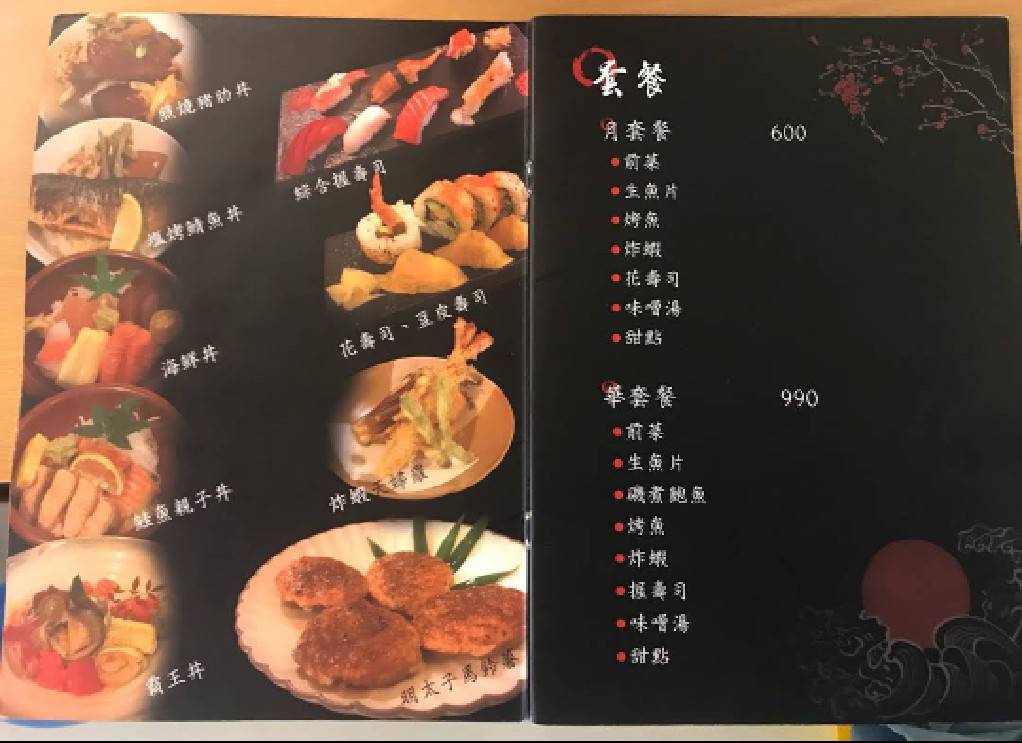 照燒豬肋丼
塩烤鯖魚丼
海鮮丼
鮭魚親子丼
霸王丼
綜合握壽司
花壽司、豆皮壽司
炸蝦天婦羅
明太子馬鈴薯
套餐
月套餐 600
前菜
生魚片
烤魚
炸蝦
花壽司
味噌湯
甜點
華套餐 990
前菜
生魚片
磯煮鮑魚
烤魚
炸蝦
握壽司
味噌湯
甜點